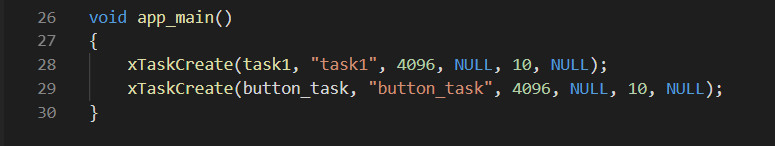 26 void app_main()
27 {
28 xTaskCreate(task1, "task1", 4096, NULL, 10, NULL);
29 xTaskCreate(button_task, "button_task", 4096, NULL, 10, NULL);
30 }